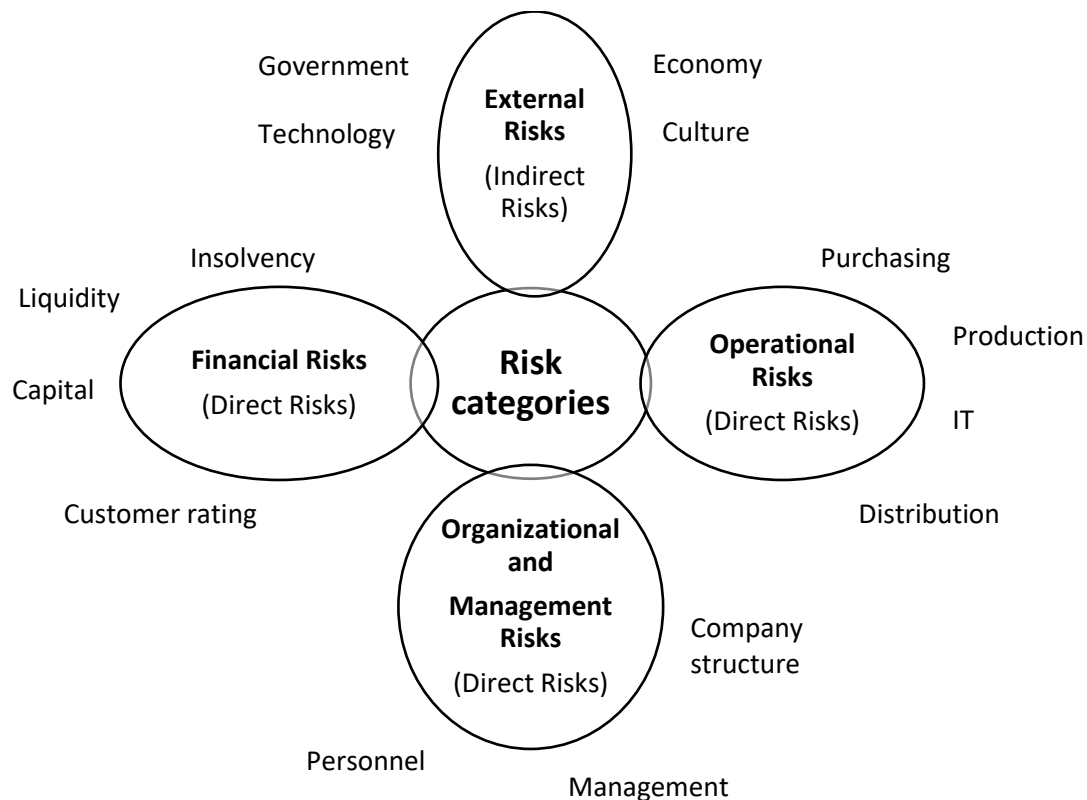 Government
Economy
External
Risks
Technology
Culture
(Indirect
Risks)
Insolvency
Purchasing
Liquidity
Production
Financial Risks
(Direct Risks)
Risk
categories
Operational
Risks
(Direct Risks)
Capital
IT
Customer rating
Distribution
Organizational
and
Management
Risks
(Direct Risks)
Company
structure
Personnel
Management